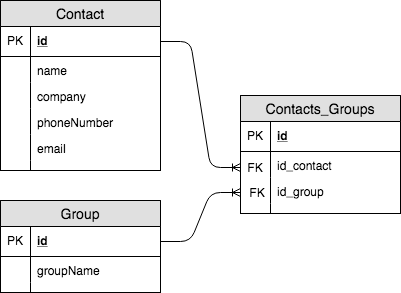 Contact
PK id
name
company
phoneNumber
email
Contacts_Groups
PK id
FK id_contact
FK id_group
Group
PK id
groupName